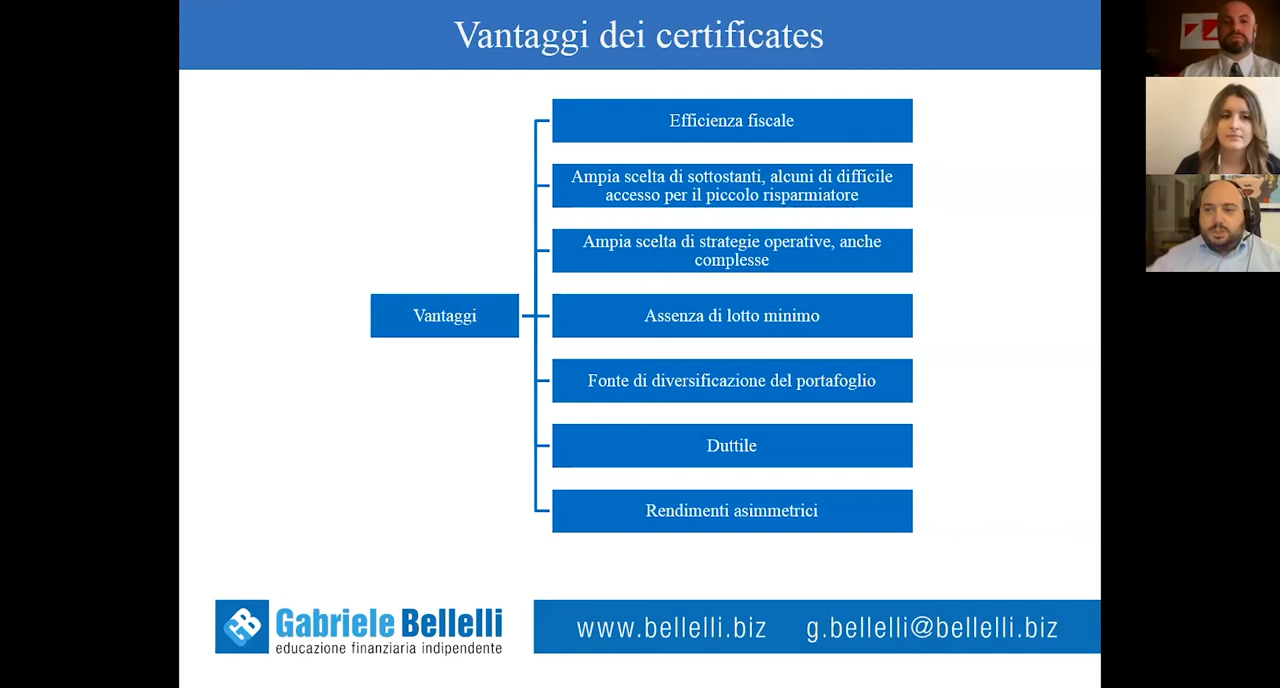 Vantaggi dei certificates
Efficienza fiscale
Ampia scelta di sottostanti, alcuni di difficile
accesso per il piccolo risparmiatore
Ampia scelta di strategie operative, anche
complesse
Vantaggi
Assenza di lotto minimo
Fonte di diversificazione del portafoglio
Duttile
Rendimenti asimmetrici
GB Gabriele Bellelli
educazione finanziaria indipendente
www.bellelli.biz g.bellelli@bellelli.biz